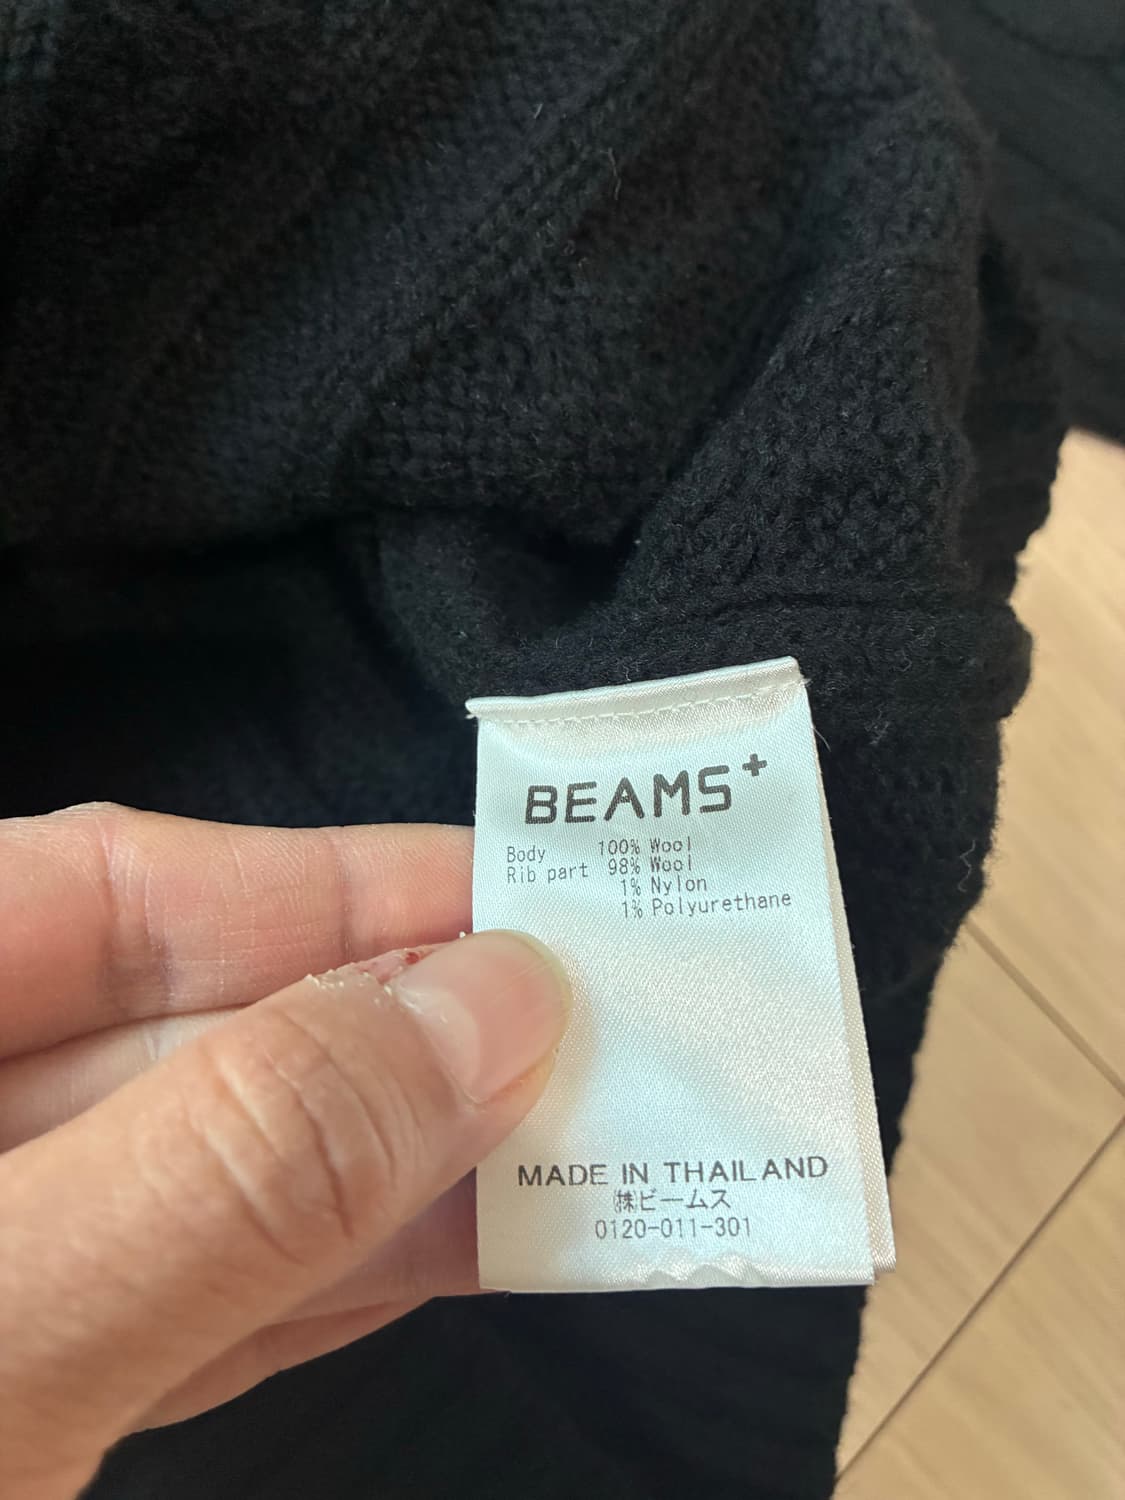 BEAMS+
Body 100% Wool
Rib part 98% Wool
1% Nylon
1% Polyurethane
MADE IN THAILAND
㈱ビームス
0120-011-301